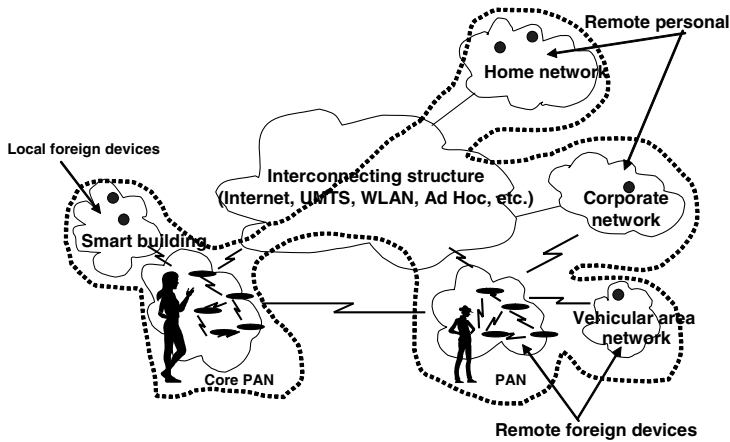 Remote personal
Home network
Local foreign devices
Interconnecting structure
(Internet, UMTS, WLAN, Ad Hoc, etc.)
Corporate
network
Smart building
Vehicular area
network
Core PAN
PAN
Remote foreign devices